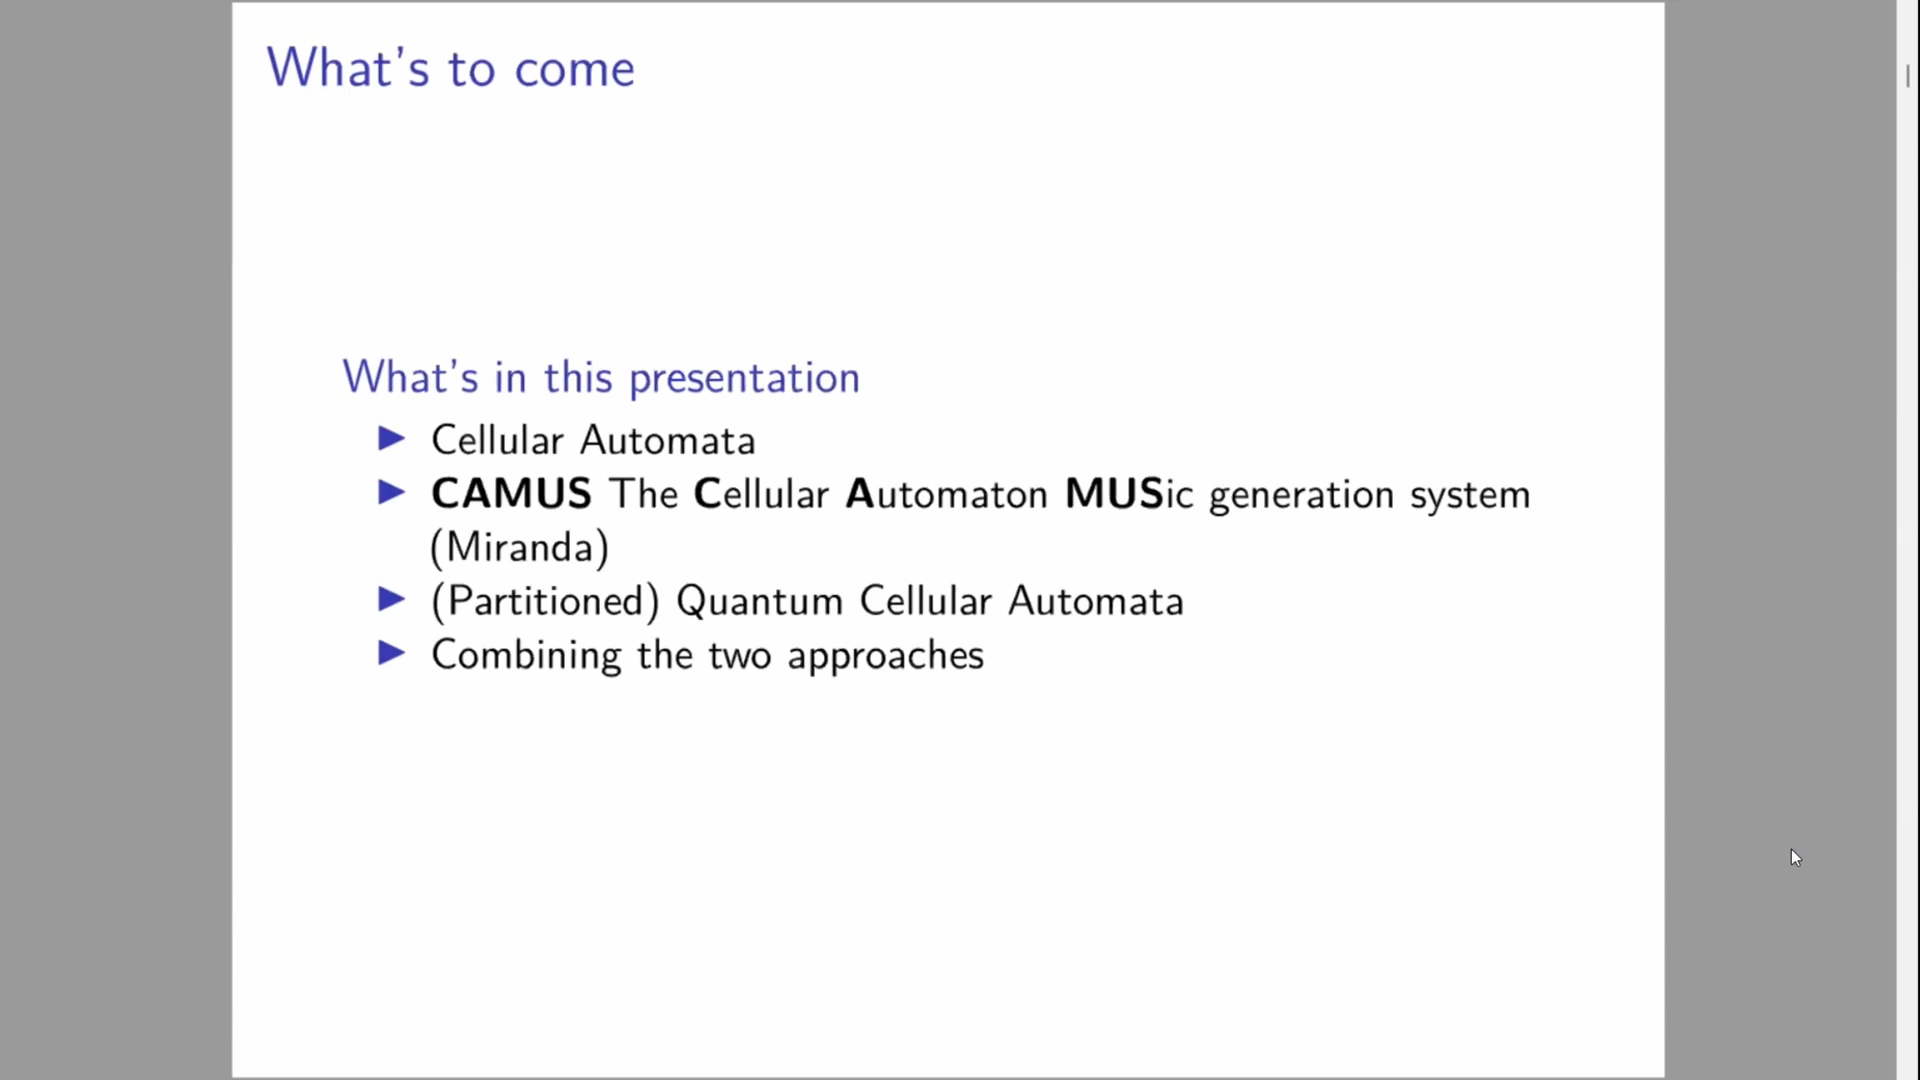 What's to come
What's in this presentation
Cellular Automata
CAMUS The Cellular Automaton MUSic generation system
(Miranda)
(Partitioned) Quantum Cellular Automata
Combining the two approaches